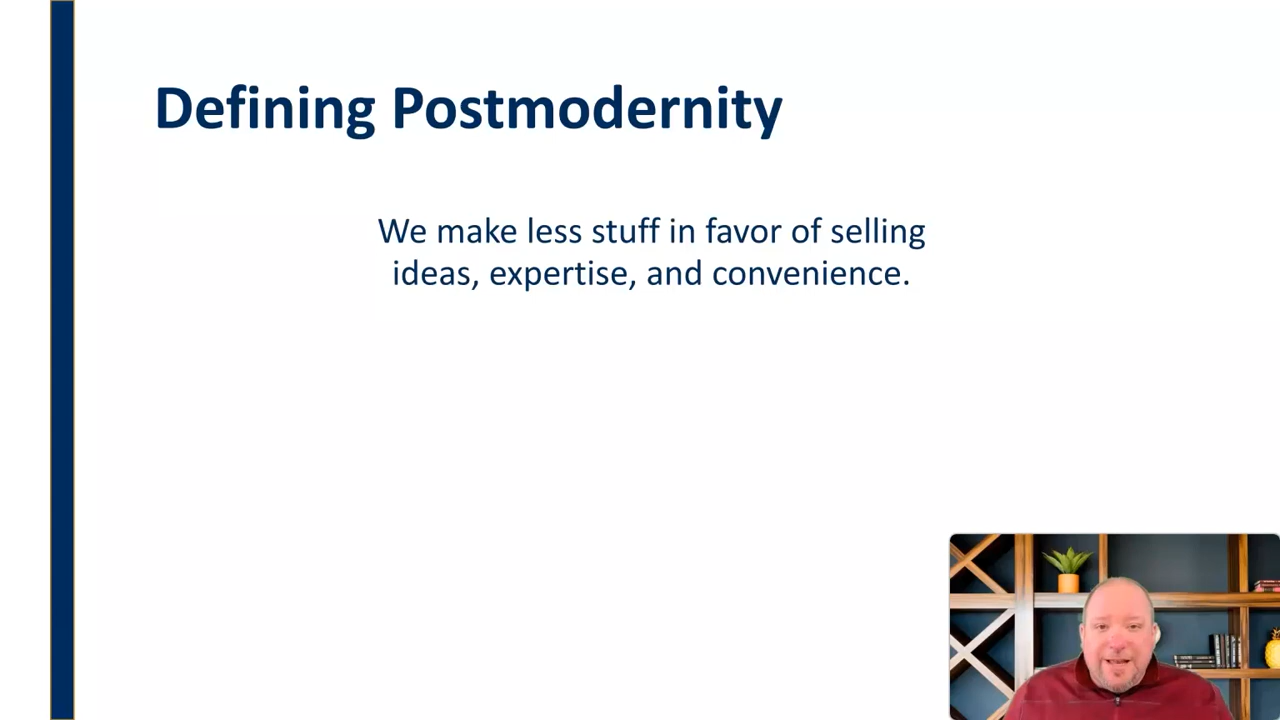 Defining Postmodernity
We make less stuff in favor of selling
ideas, expertise, and convenience.